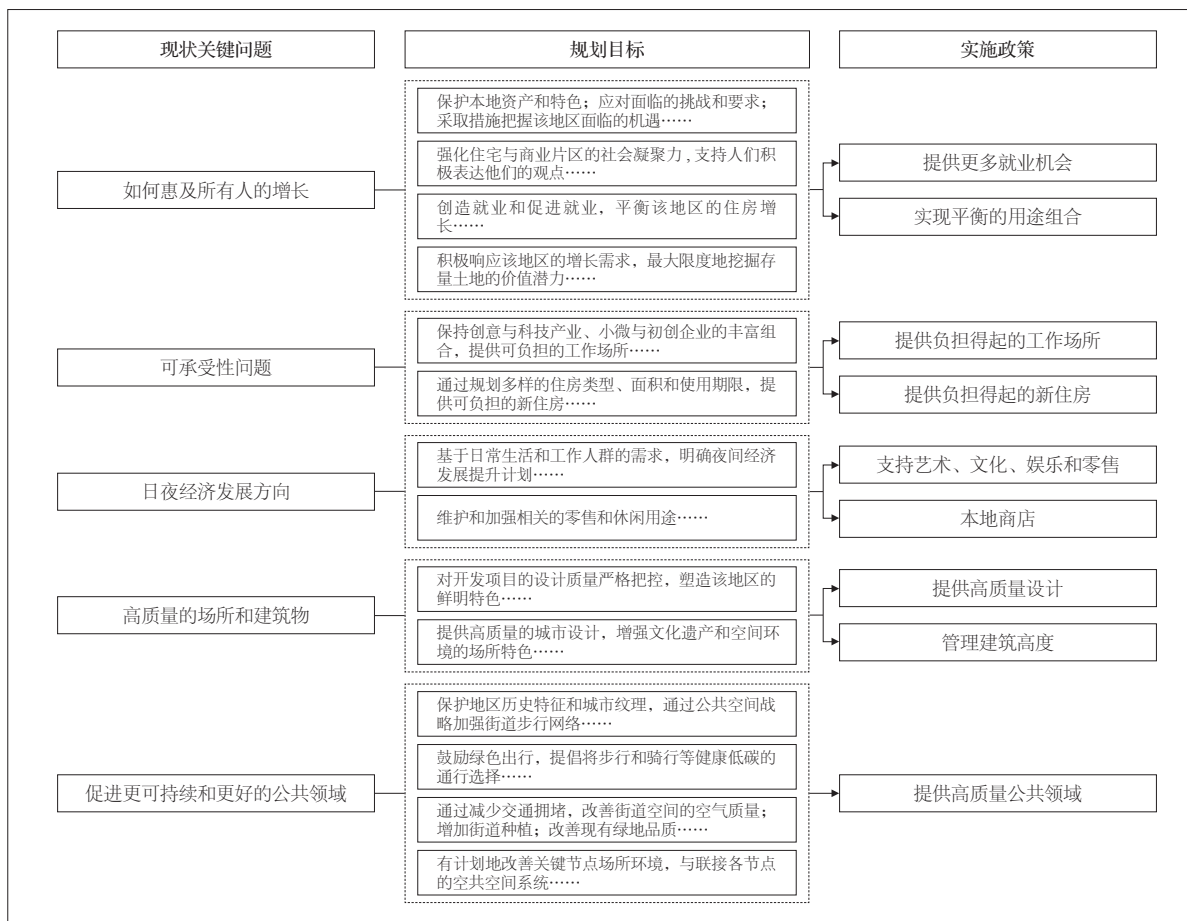 现状关键问题
规划目标
实施政策
如何惠及所有人的增长
保护本地资产和特色；应对面临的挑战和要求；
采取措施把握该地区面临的机遇……
强化住宅与商业片区的社会凝聚力，支持人们积
极表达他们的观点……
创造就业和促进就业，平衡该地区的住房增
长……
积极响应该地区的增长需求，最大限度地挖掘存
量土地的价值潜力……
提供更多就业机会
实现平衡的用途组合
可承受性问题
保持创意与科技产业、小微与初创企业的丰富组
合，提供可负担的工作场所……
通过规划多样的住房类型、面积和使用期限，提
供可负担的新住房……
提供负担得起的工作场所
提供负担得起的新住房
日夜经济发展方向
基于日常生活和工作人群的需求，明确夜间经济
发展提升计划……
维护和加强相关的零售和休闲用途……
支持艺术、文化、娱乐和零售
本地商店
高质量的场所和建筑物
对开发项目的设计质量严格把控，塑造该地区的
鲜明特色……
提供高质量的城市设计，增强文化遗产和空间环
境的场所特色……
提供高质量设计
管理建筑高度
促进更可持续和更好的公共领域
保护地区历史特征和城市纹理，通过公共空间战
略加强街道步行网络……
鼓励绿色出行，提倡将步行和骑行等健康低碳的
通行选择……
通过减少交通拥堵，改善街道空间的空气质量；
增加街道种植；改善现有绿地品质……
有计划地改善关键节点场所环境，与联接各节点
的空共空间系统……
提供高质量公共领域